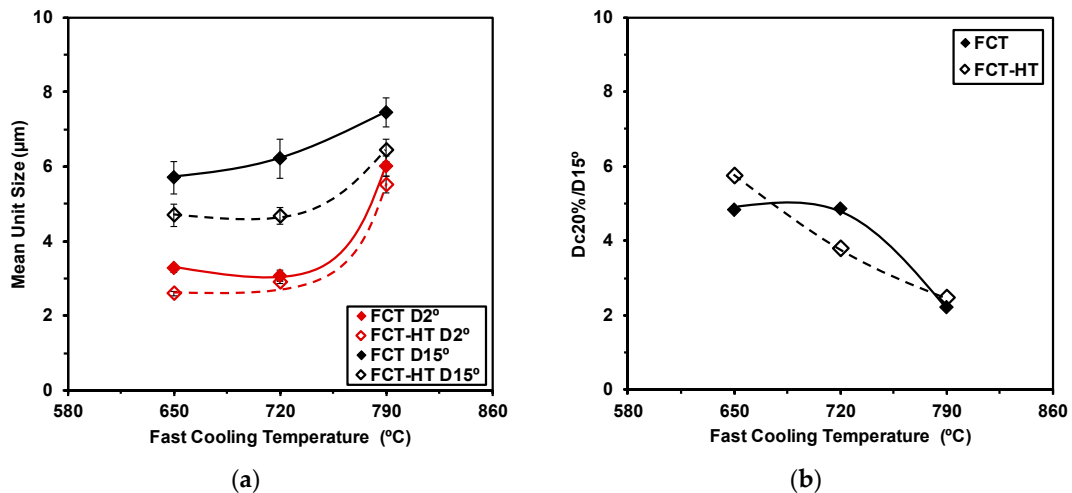 10
8
6
4
2
0
Mean Unit Size (µm)
FCT D2º
FCT-HT D2º
FCT D15º
FCT-HT D15º
580 650 720 790 860
Fast Cooling Temperature (ºC)
(a)
10
8
6
4
2
0
Dc20%/D15º
FCT
FCT-HT
580 650 720 790 860
Fast Cooling Temperature (ºC)
(b)